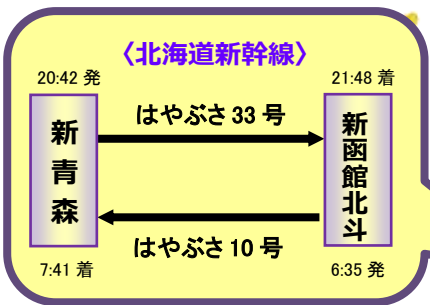 〈北海道新幹線〉
20:42 発
21:48 着
はやぶさ 33 号
新青森
新函館北斗
はやぶさ 10 号
7:41 着
6:35 発